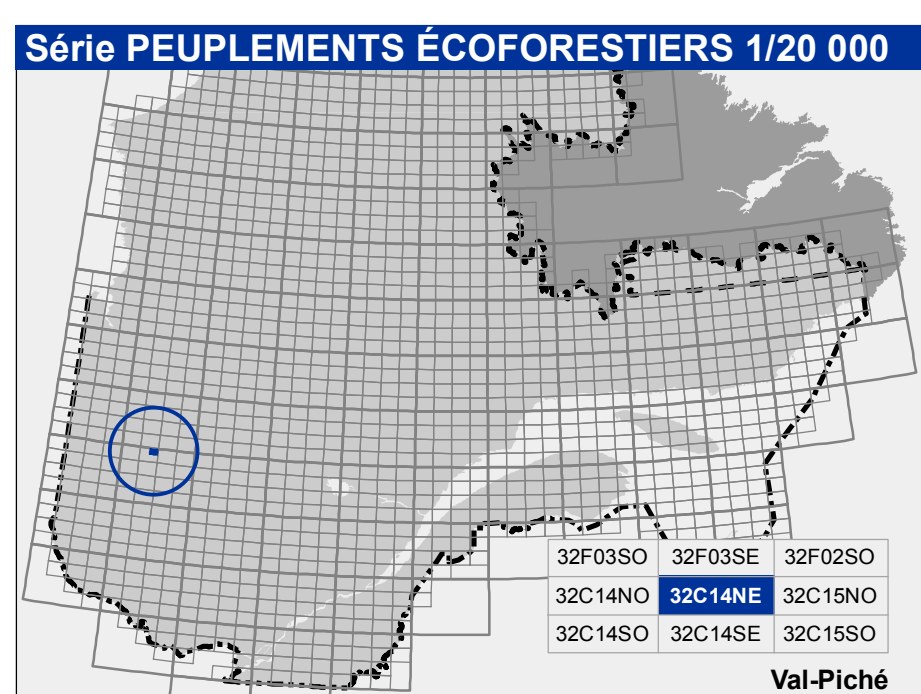 Série PEUPLEMENTS ÉCOFORESTIERS 1/20 000
32F03SO 32F03SE 32F02SO
32C14NO 32C14NE 32C15NO
32C14SO 32C14SE 32C15SO
Val-Piché